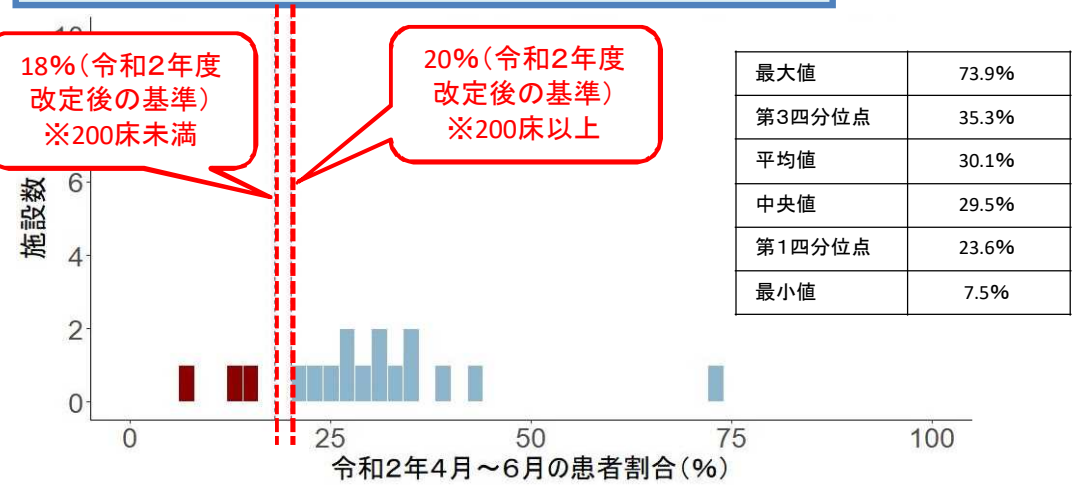 18%(令和2年度
改定後の基準)
※200床未満
20%(令和2年度
改定後の基準)
※200床以上
最大値 73.9%
第3四分位点 35.3%
平均値 30.1%
中央値 29.5%
第1四分位点 23.6%
最小値 7.5%
施設数
6
4
2
0
0 25 50 75 100
令和2年4月~6月の患者割合(%)